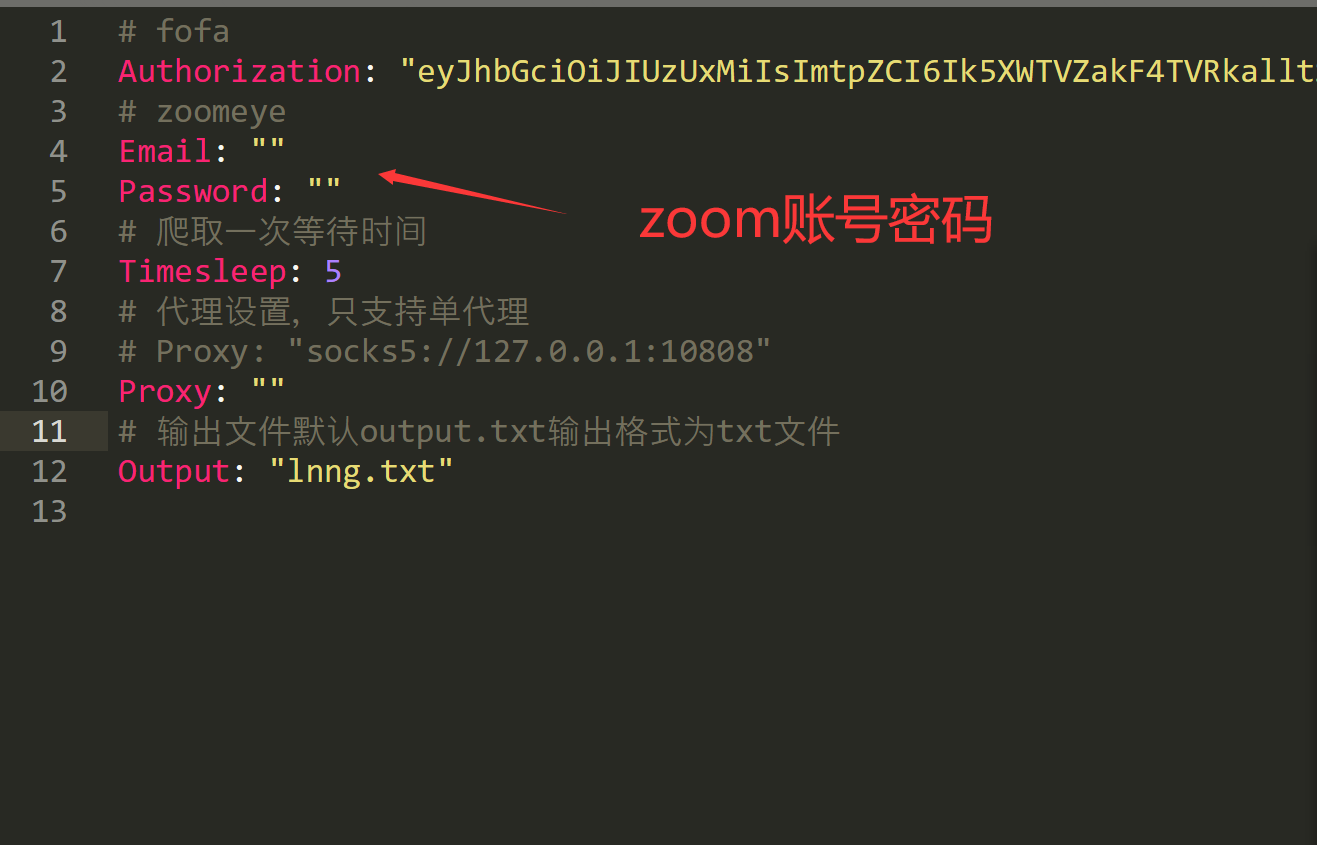 1 # fofa
2 Authorization: "eyJhbGciOiJIUzUxMiIsImtpZCI6Ik5XWTVZakF4TVRkallt
3 # zoomeye
4 Email: ""
5 Password: ""
zoom账号密码
6 # 爬取一次等待时间
7 Timesleep: 5
8 # 代理设置，只支持单代理
9 # Proxy: "socks5://127.0.0.1:10808"
10 Proxy: ""
11 # 输出文件默认output.txt输出格式为txt文件
12 Output: "lnng.txt"
13